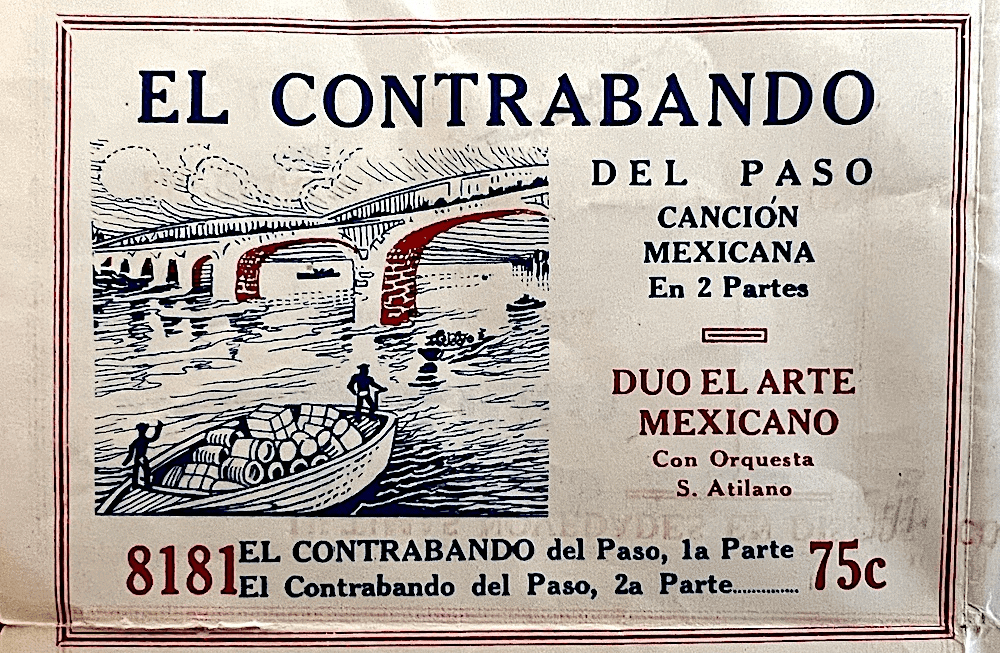 EL CONTRABANDO
DEL PASO
CANCIÓN
MEXICANA
En 2 Partes
DUO EL ARTE
MEXICANO
Con Orquesta
S. Atilano
8181 EL CONTRABANDO del Paso, 1a Parte 75c
El Contrabando del Paso, 2a Parte..............